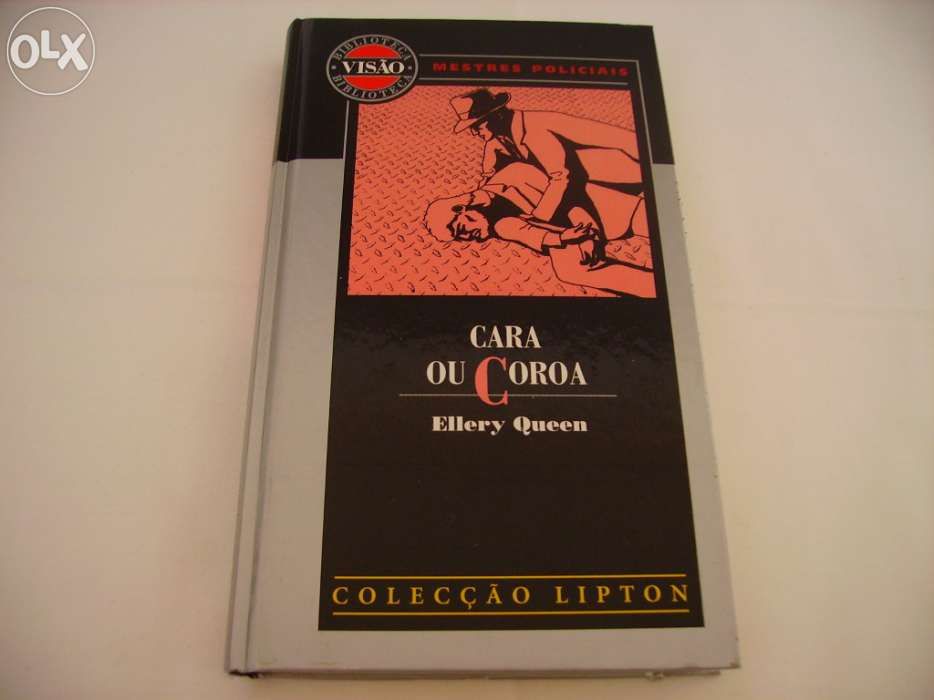 OLX
BIBLIOTECA
VISÃO
BIBLIOTECA
MESTRES POLICIAIS
CARA
OU COROA
Ellery Queen
COLECÇÃO LIPTON